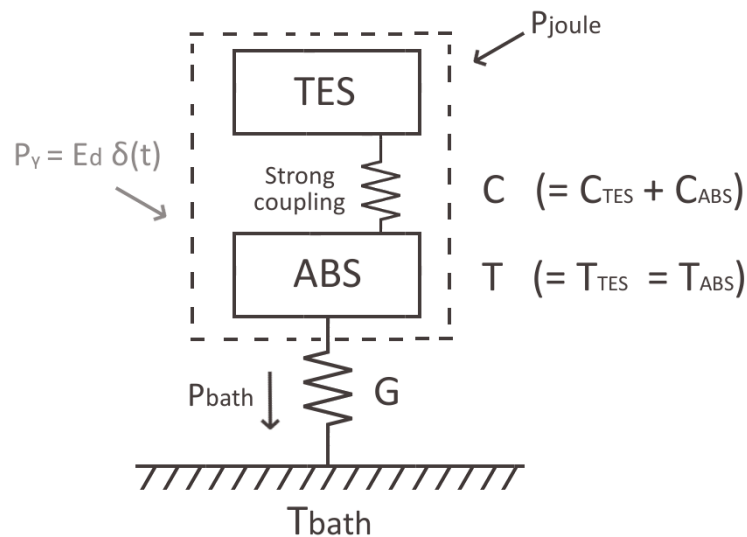 Pjoule
TES
Pγ = Ed δ(t)
Strong
coupling
C (= CTES + CABS)
ABS
T (= TTES = TABS)
Pbath
G
Tbath